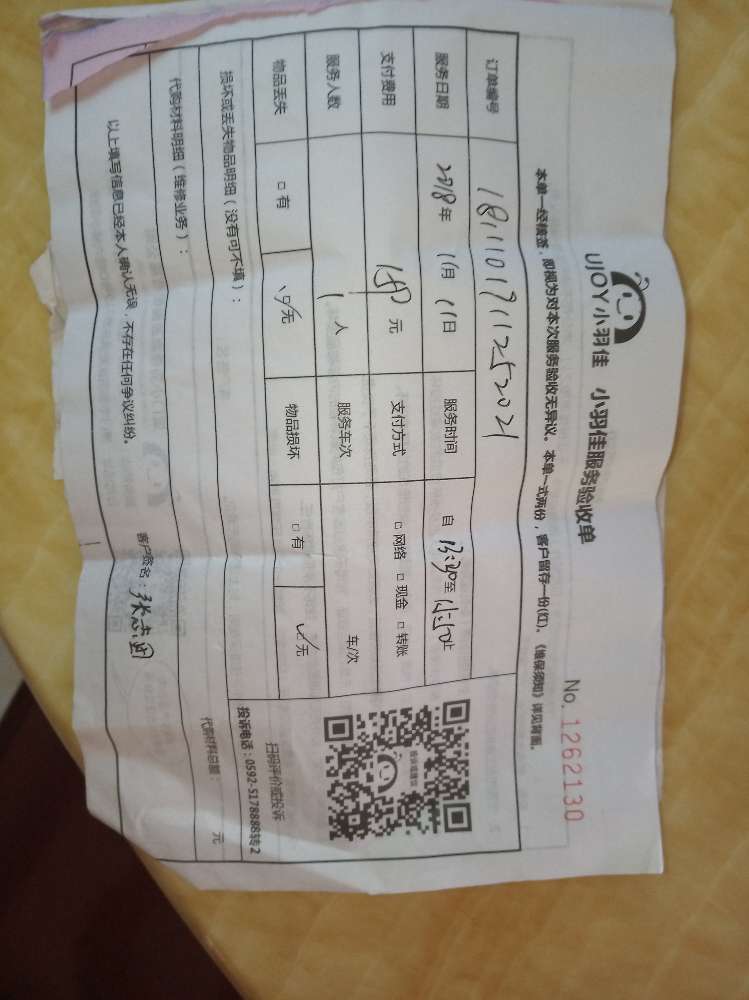 UJOY小羽佳 小羽佳服务验收单
No. 1262130
本单一经核签，即视为对本次服务验收无异议。本单一式两份，客户留存一份(红)。《维保须知》详见背面。
订单编号 1811101711252021
服务日期 2018年 11月 11日 服务时间 自 13:30至 止
支付费用 150 元 支付方式 □ 网络 □ 现金 □ 转账
服务人数 1 人 服务车次 车/次
物品丢失 □ 有 □ 无 物品损坏 □ 有 □ 无
损坏或丢失物品明细（没有可不填）：
代购材料明细（维修业务）：
代购材料总额： 元
投诉或建议
扫码评价或投诉
投诉电话：0592-5178888转2
以上填写信息已经本人确认无误，不存在任何争议纠纷。
客户签名：